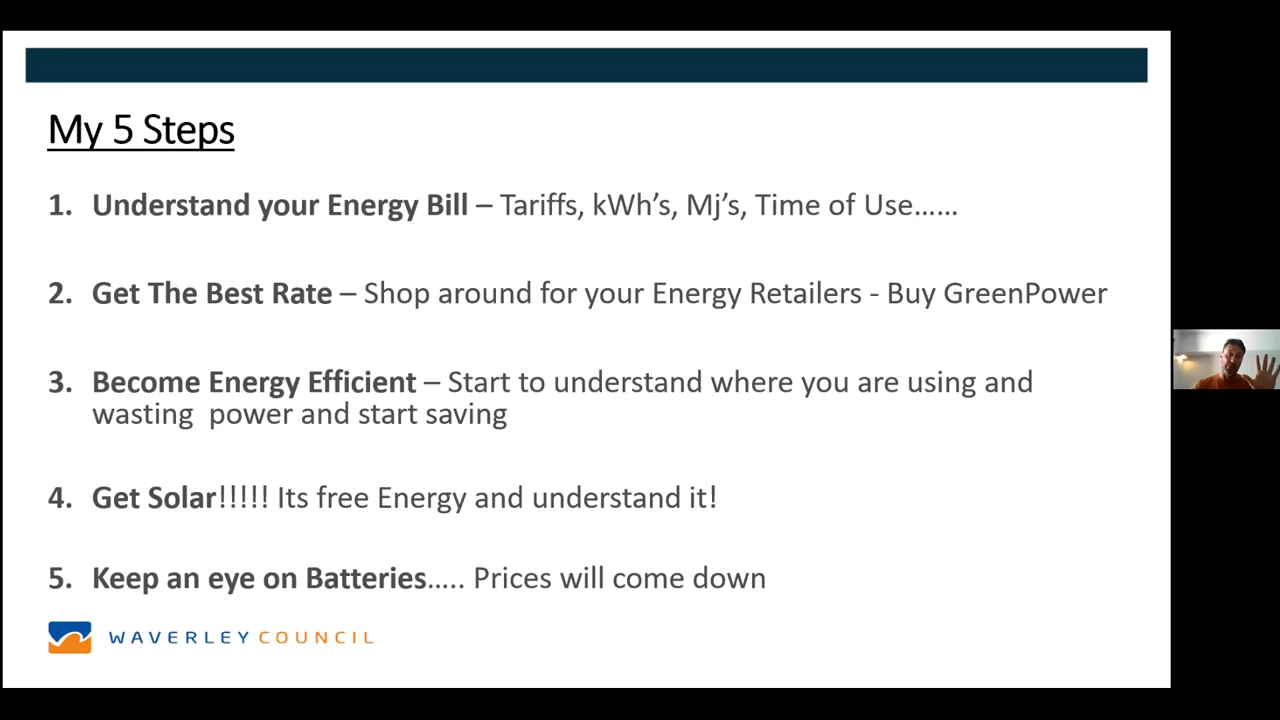 My 5 Steps
1. Understand your Energy Bill – Tariffs, kWh’s, Mj’s, Time of Use……
2. Get The Best Rate – Shop around for your Energy Retailers - Buy GreenPower
3. Become Energy Efficient – Start to understand where you are using and
wasting  power and start saving
4. Get Solar!!!!! Its free Energy and understand it!
5. Keep an eye on Batteries….. Prices will come down
WAVERLEY COUNCIL